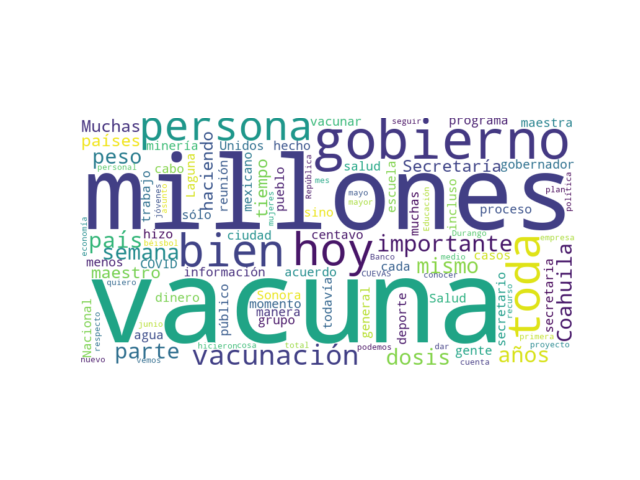 Muchas
persona
vacunar
seguir
programa
maestra
países
minería
Unidos
hecho
gobierno
peso
cabo
Laguna
haciendo
reunión
mexicano
tiempo
pueblo
República
salud
Secretaría
gobernador
personal
trabajo
jóvenes
asiento
sólo
mujeres
mes
sino
mayo
mayor
escuela
muchas
Educación
incluso
proceso
plan
política
millones
economía
país
hizo
semana
bien
ciudad
hoy
centavo
importante
medio
casos
empresa
menos
COVID
béisbol
información
acuerdo
Banco
cada
mismo
CUEVAS
conocer
toda
secretaria
Coahuila
Durango
maestro
quiero
dinero
vacuna
Sonora
momento
manera
grupo
todavía
general
deporte
Salud
secretario
recurso
primera
proyecto
Nacional
respecto
junio
agua
público
nuevo
vemos
parte
hicieron
cosa
vacunación
total
podemos
dosis
dar
gente
cuenta
años